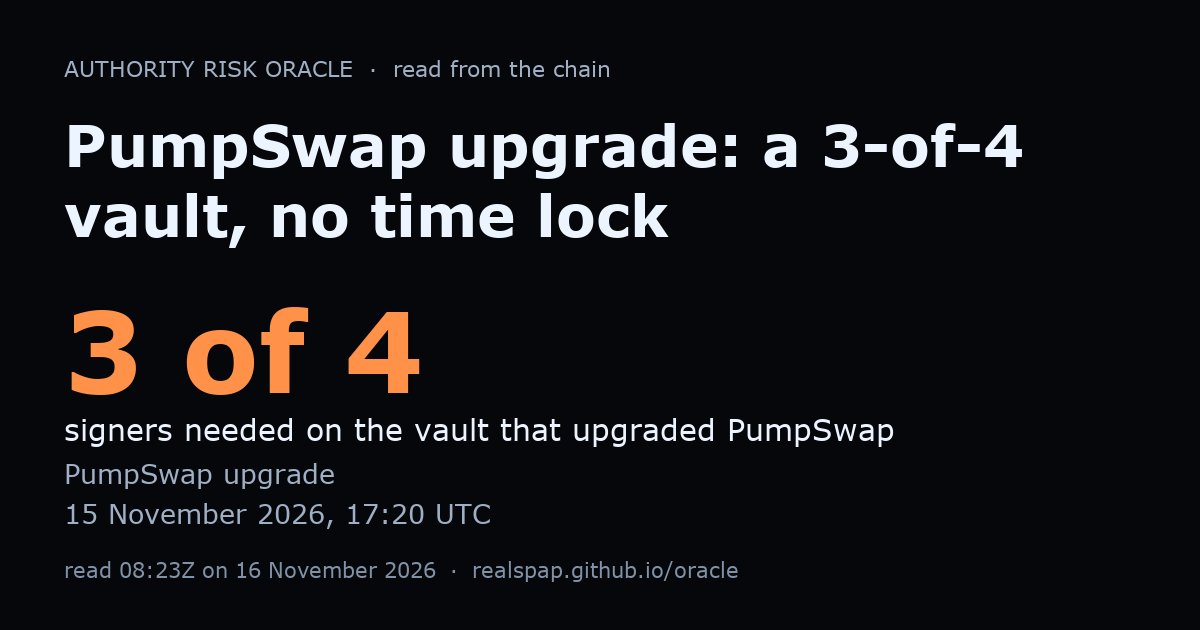 AUTHORITY RISK ORACLE · read from the chain
PumpSwap upgrade: a 3-of-4
vault, no time lock
3 of 4
signers needed on the vault that upgraded PumpSwap
PumpSwap upgrade
15 November 2026, 17:20 UTC
read 08:23Z on 16 November 2026 · realspap.github.io/oracle